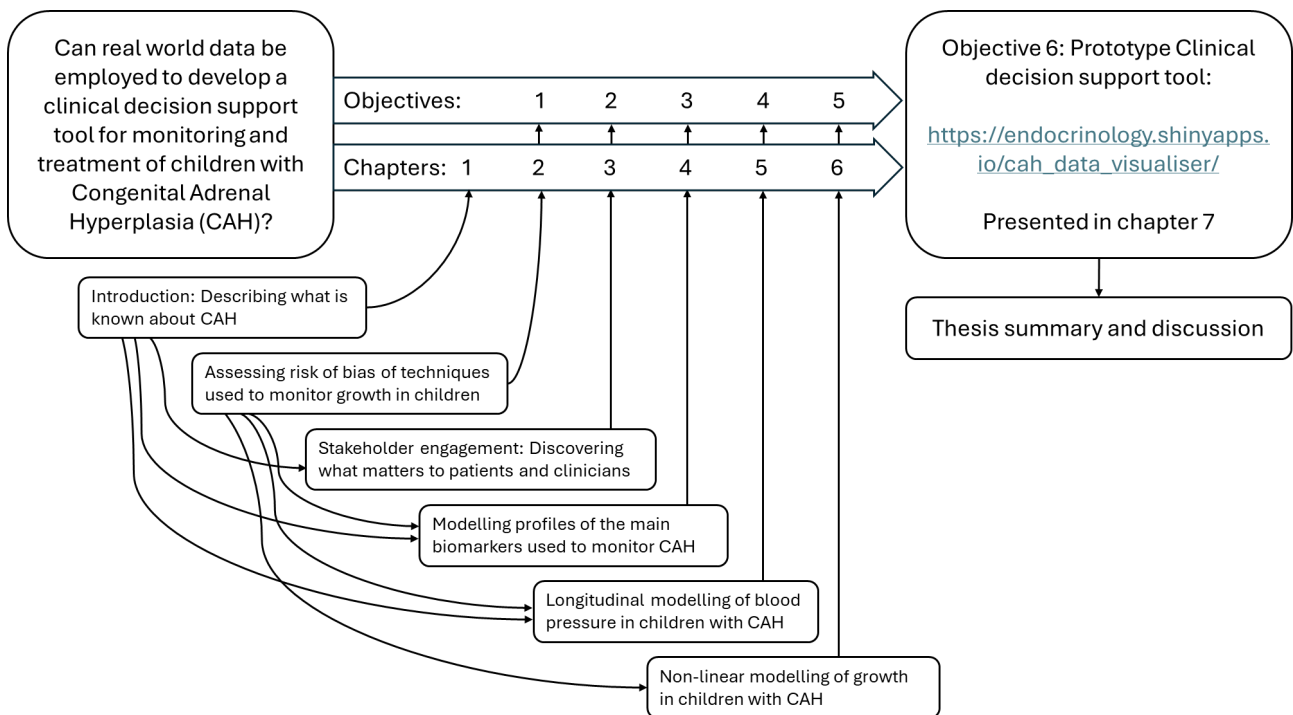 Can real world data be
employed to develop a
clinical decision support
tool for monitoring and
treatment of children with
Congenital Adrenal
Hyperplasia (CAH)?
Objectives: 1 2 3 4 5
Chapters: 1 2 3 4 5 6
Objective 6: Prototype Clinical
decision support tool:
https://endocrinology.shinyapps.
io/cah_data_visualiser/
Presented in chapter 7
Thesis summary and discussion
Introduction: Describing what is
known about CAH
Assessing risk of bias of techniques
used to monitor growth in children
Stakeholder engagement: Discovering
what matters to patients and clinicians
Modelling profiles of the main
biomarkers used to monitor CAH
Longitudinal modelling of blood
pressure in children with CAH
Non-linear modelling of growth
in children with CAH